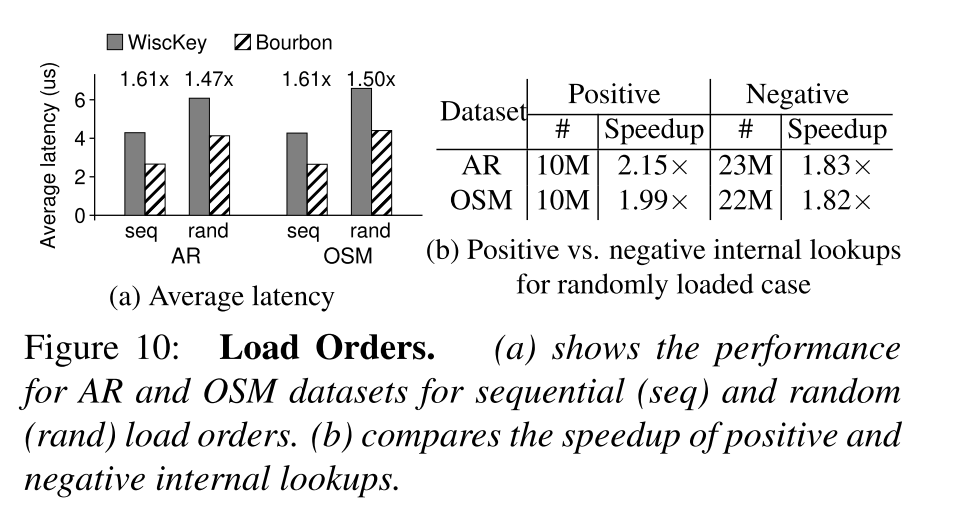 WiscKey Bourbon
Average latency (us)
1.61x 1.47x 1.61x 1.50x
6
4
2
0
seq rand seq rand
AR OSM
(a) Average latency
Dataset Positive Negative
# Speedup # Speedup
AR 10M 2.15× 23M 1.83×
OSM 10M 1.99× 22M 1.82×
(b) Positive vs. negative internal lookups
for randomly loaded case
Figure 10: Load Orders. (a) shows the performance
for AR and OSM datasets for sequential (seq) and random
(rand) load orders. (b) compares the speedup of positive and
negative internal lookups.